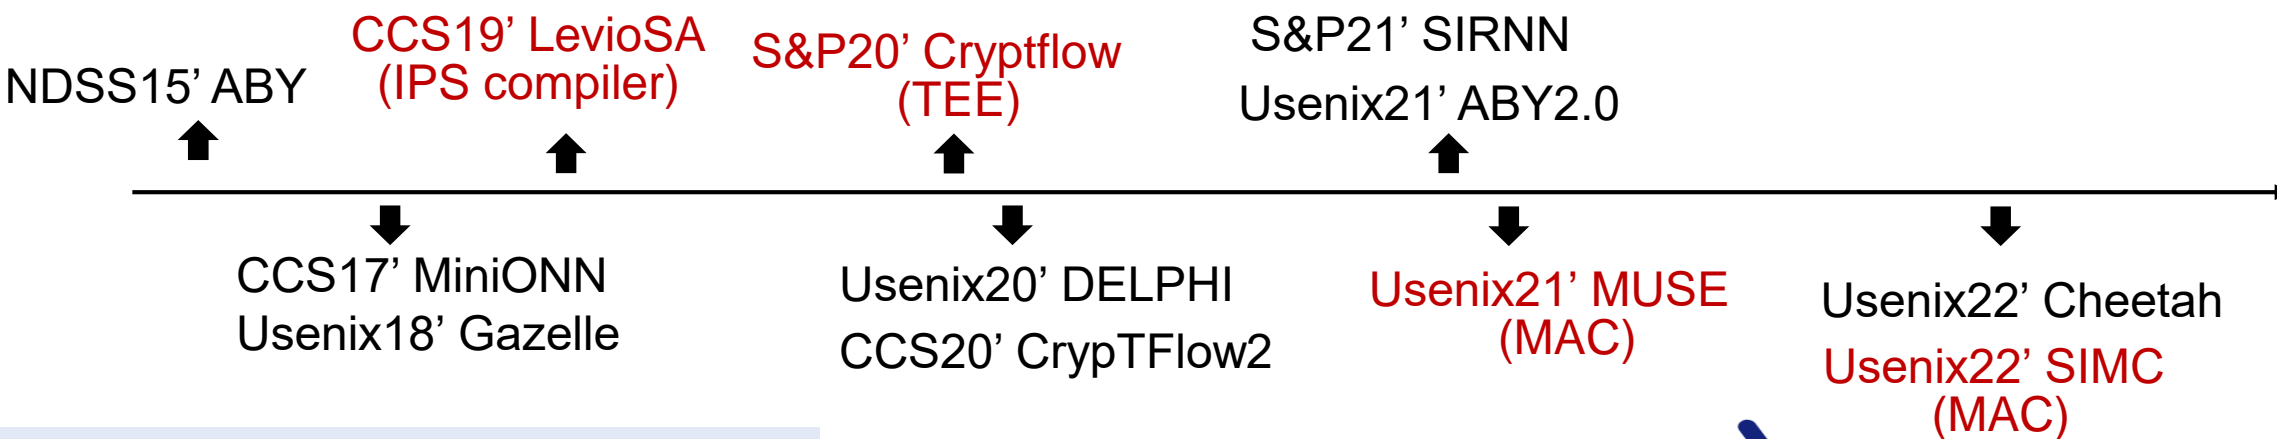 NDSS15’ ABY
CCS19’ LevioSA
(IPS compiler)
S&P20’ Cryptflow
(TEE)
S&P21’ SIRNN
Usenix21’ ABY2.0
CCS17’ MiniONN
Usenix18’ Gazelle
Usenix20’ DELPHI
CCS20’ CrypTFlow2
Usenix21’ MUSE
(MAC)
Usenix22’ Cheetah
Usenix22’ SIMC
(MAC)